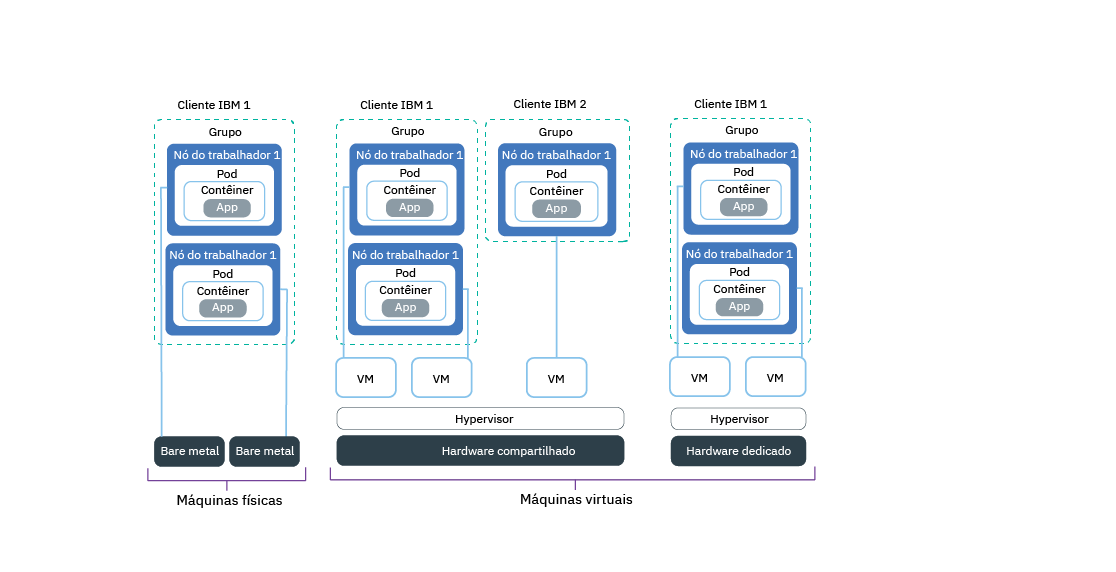 Cliente IBM 1
Grupo
Nó do trabalhador 1
Pod
Contêiner
App
Nó do trabalhador 1
Pod
Contêiner
App
Bare metal
Bare metal
Máquinas físicas
Cliente IBM 1
Grupo
Nó do trabalhador 1
Pod
Contêiner
App
Nó do trabalhador 1
Pod
Contêiner
App
VM
VM
Cliente IBM 2
Grupo
Nó do trabalhador 1
Pod
Contêiner
App
VM
Hypervisor
Hardware compartilhado
Cliente IBM 1
Grupo
Nó do trabalhador 1
Pod
Contêiner
App
Nó do trabalhador 1
Pod
Contêiner
App
VM
VM
Hypervisor
Hardware dedicado
Máquinas virtuais